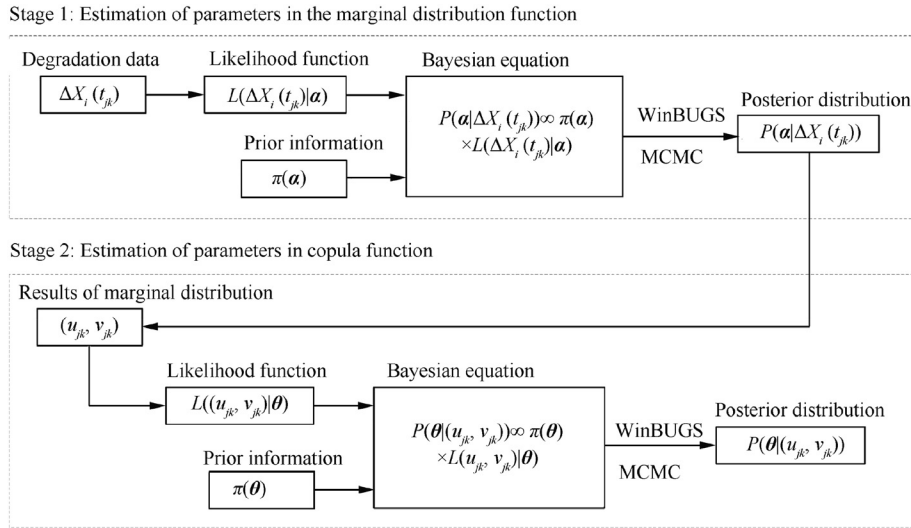 Stage 1: Estimation of parameters in the marginal distribution function
Degradation data
Likelihood function
Bayesian equation
ΔX_i (t_jk)
L(ΔX_i (t_jk)|α)
P(α|ΔX_i (t_jk))∞ π(α)
×L(ΔX_i (t_jk)|α)
Prior information
π(α)
WinBUGS
MCMC
Posterior distribution
P(α|ΔX_i (t_jk))
Stage 2: Estimation of parameters in copula function
Results of marginal distribution
(u_jk, v_jk)
Likelihood function
Bayesian equation
L((u_jk, v_jk)|θ)
P(θ|(u_jk, v_jk))∞ π(θ)
×L(u_jk, v_jk)|θ)
Prior information
π(θ)
WinBUGS
MCMC
Posterior distribution
P(θ|(u_jk, v_jk))